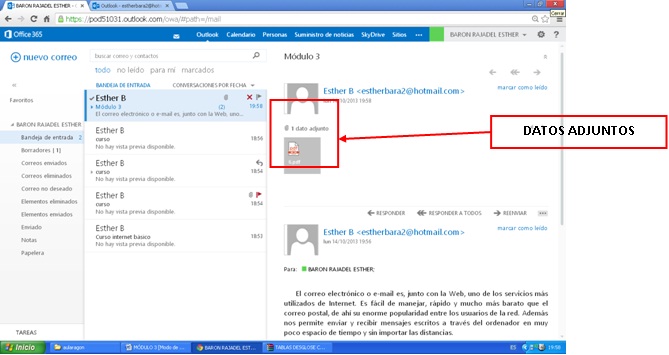 BARON RAJADEL ESTHER
Outlook - estherbara2@hotmail
Cerrar
https://pod51031.outlook.com/owa/#path=/mail
Office 365
Outlook Calendario Personas Suministro de noticias SkyDrive Sitios ...
BARON RAJADEL ESTHER
nuevo correo
buscar correo y contactos
todo no leído para mí marcados
BANDEJA DE ENTRADA CONVERSACIONES POR FECHA
Favoritos
BARON RAJADEL ESTHER
Bandeja de entrada 2
Borradores [1]
Correos enviados
Correos eliminados
Correo no deseado
Elementos eliminados
Elementos enviados
Enviado
Notas
Papelera
TAREAS
Esther B
Módulo 3 (2) 19:58
El correo electrónico o e-mail es, junto con la Web, uno...
Esther B
curso 18:56
No hay vista previa disponible.
Esther B
curso 18:54
No hay vista previa disponible.
Esther B
curso 18:54
No hay vista previa disponible.
Esther B
Curso internet básico 18:53
No hay vista previa disponible.
Módulo 3
marcar como leído
Esther B <estherbara2@hotmail.com>
lun 14/10/2013 19:58
1 dato adjunto
DATOS ADJUNTOS
RESPONDER RESPONDER A TODOS REENVIAR ...
marcar como leído
Esther B <estherbara2@hotmail.com>
lun 14/10/2013 19:56
Para: BARON RAJADEL ESTHER;
El correo electrónico o e-mail es, junto con la Web, uno de los servicios más
utilizados de Internet. Es fácil de manejar, rápido y mucho más barato que el
correo postal, de ahí su enorme popularidad entre los usuarios de la red. Además
nos permite enviar y recibir mensajes escritos a través del ordenador en muy
poco espacio de tiempo y sin importar las distancias.
Inicio
aularagon
MÓDULO 3 [Modo de ...
BARON RAJADEL EST...
TABLAS DESGLOSE C...
ES
19:58